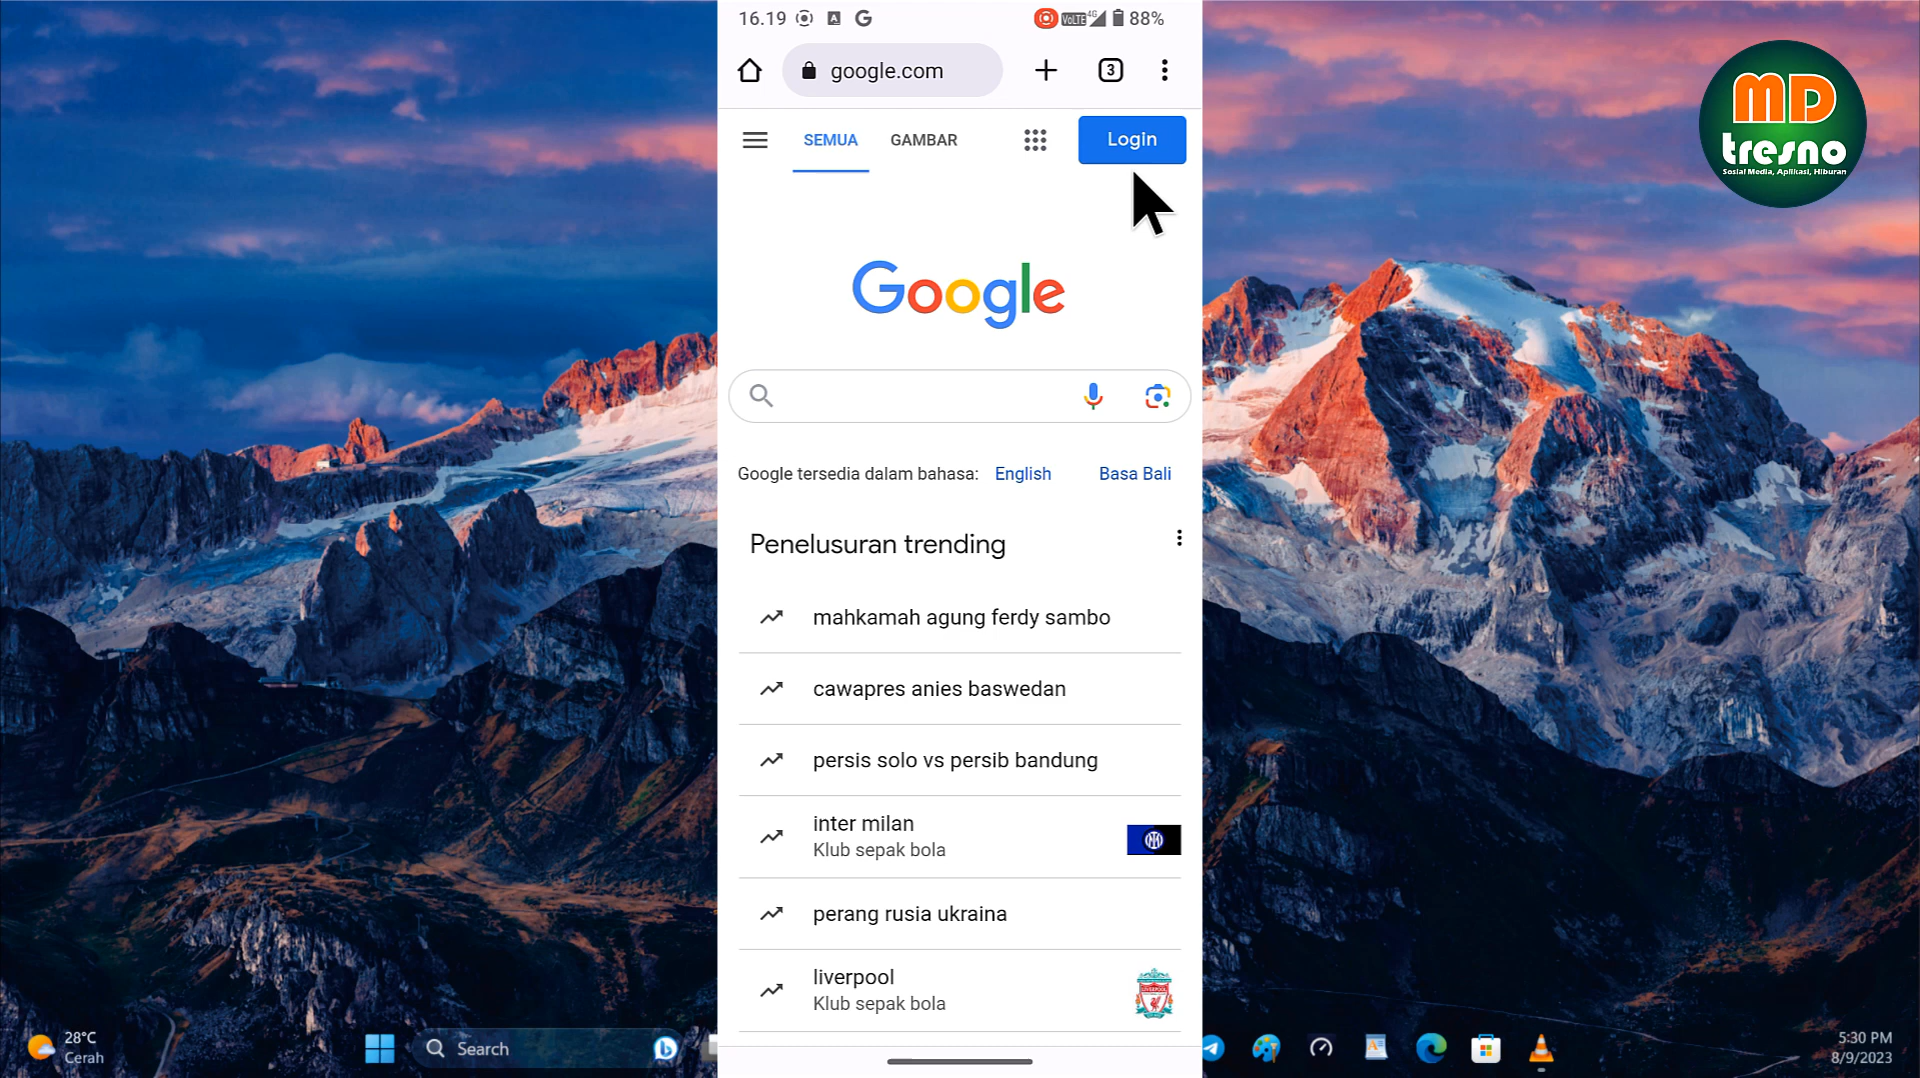 16.19
VoLTE 4G 88%
google.com
3
SEMUA GAMBAR Login
MD
tresno
Sosial Media, Aplikasi, Hiburan
Google
Google tersedia dalam bahasa: English Basa Bali
Penelusuran trending
mahkamah agung ferdy sambo
cawapres anies baswedan
persis solo vs persib bandung
inter milan
Klub sepak bola
perang rusia ukraina
liverpool
Klub sepak bola
28°C
Cerah
Search
5:30 PM
8/9/2023